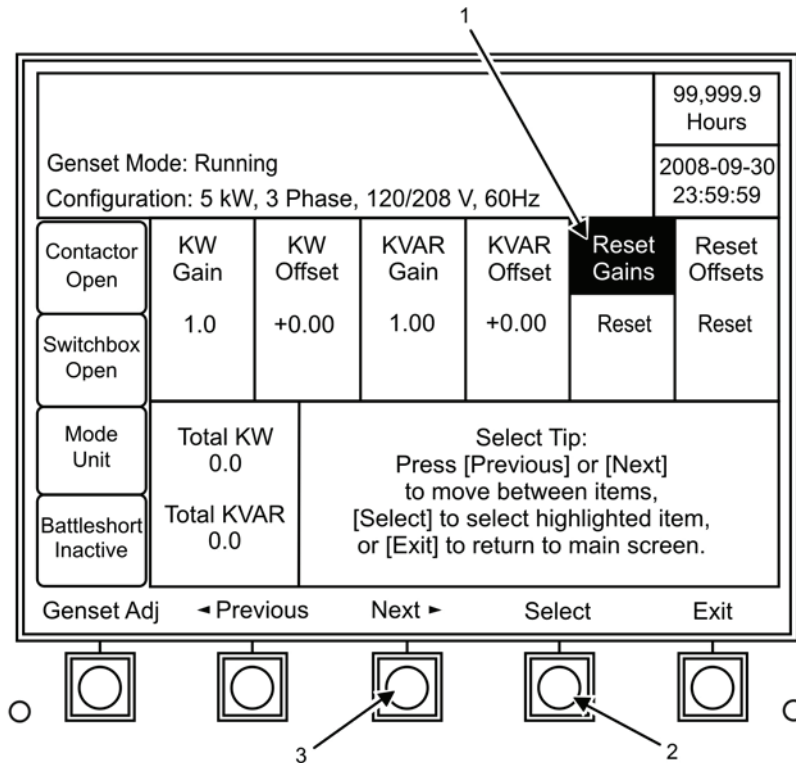 1
99,999.9
Hours
Genset Mode: Running
Configuration: 5 kW, 3 Phase, 120/208 V, 60Hz
2008-09-30
23:59:59
Contactor
Open
KW
Gain
1.0
KW
Offset
+0.00
KVAR
Gain
1.00
KVAR
Offset
+0.00
Reset
Gains
Reset
Reset
Offsets
Reset
Switchbox
Open
Mode
Unit
Battleshort
Inactive
Total KW
0.0
Total KVAR
0.0
Select Tip:
Press [Previous] or [Next]
to move between items,
[Select] to select highlighted item,
or [Exit] to return to main screen.
Genset Adj ◄ Previous Next ► Select Exit
3
2